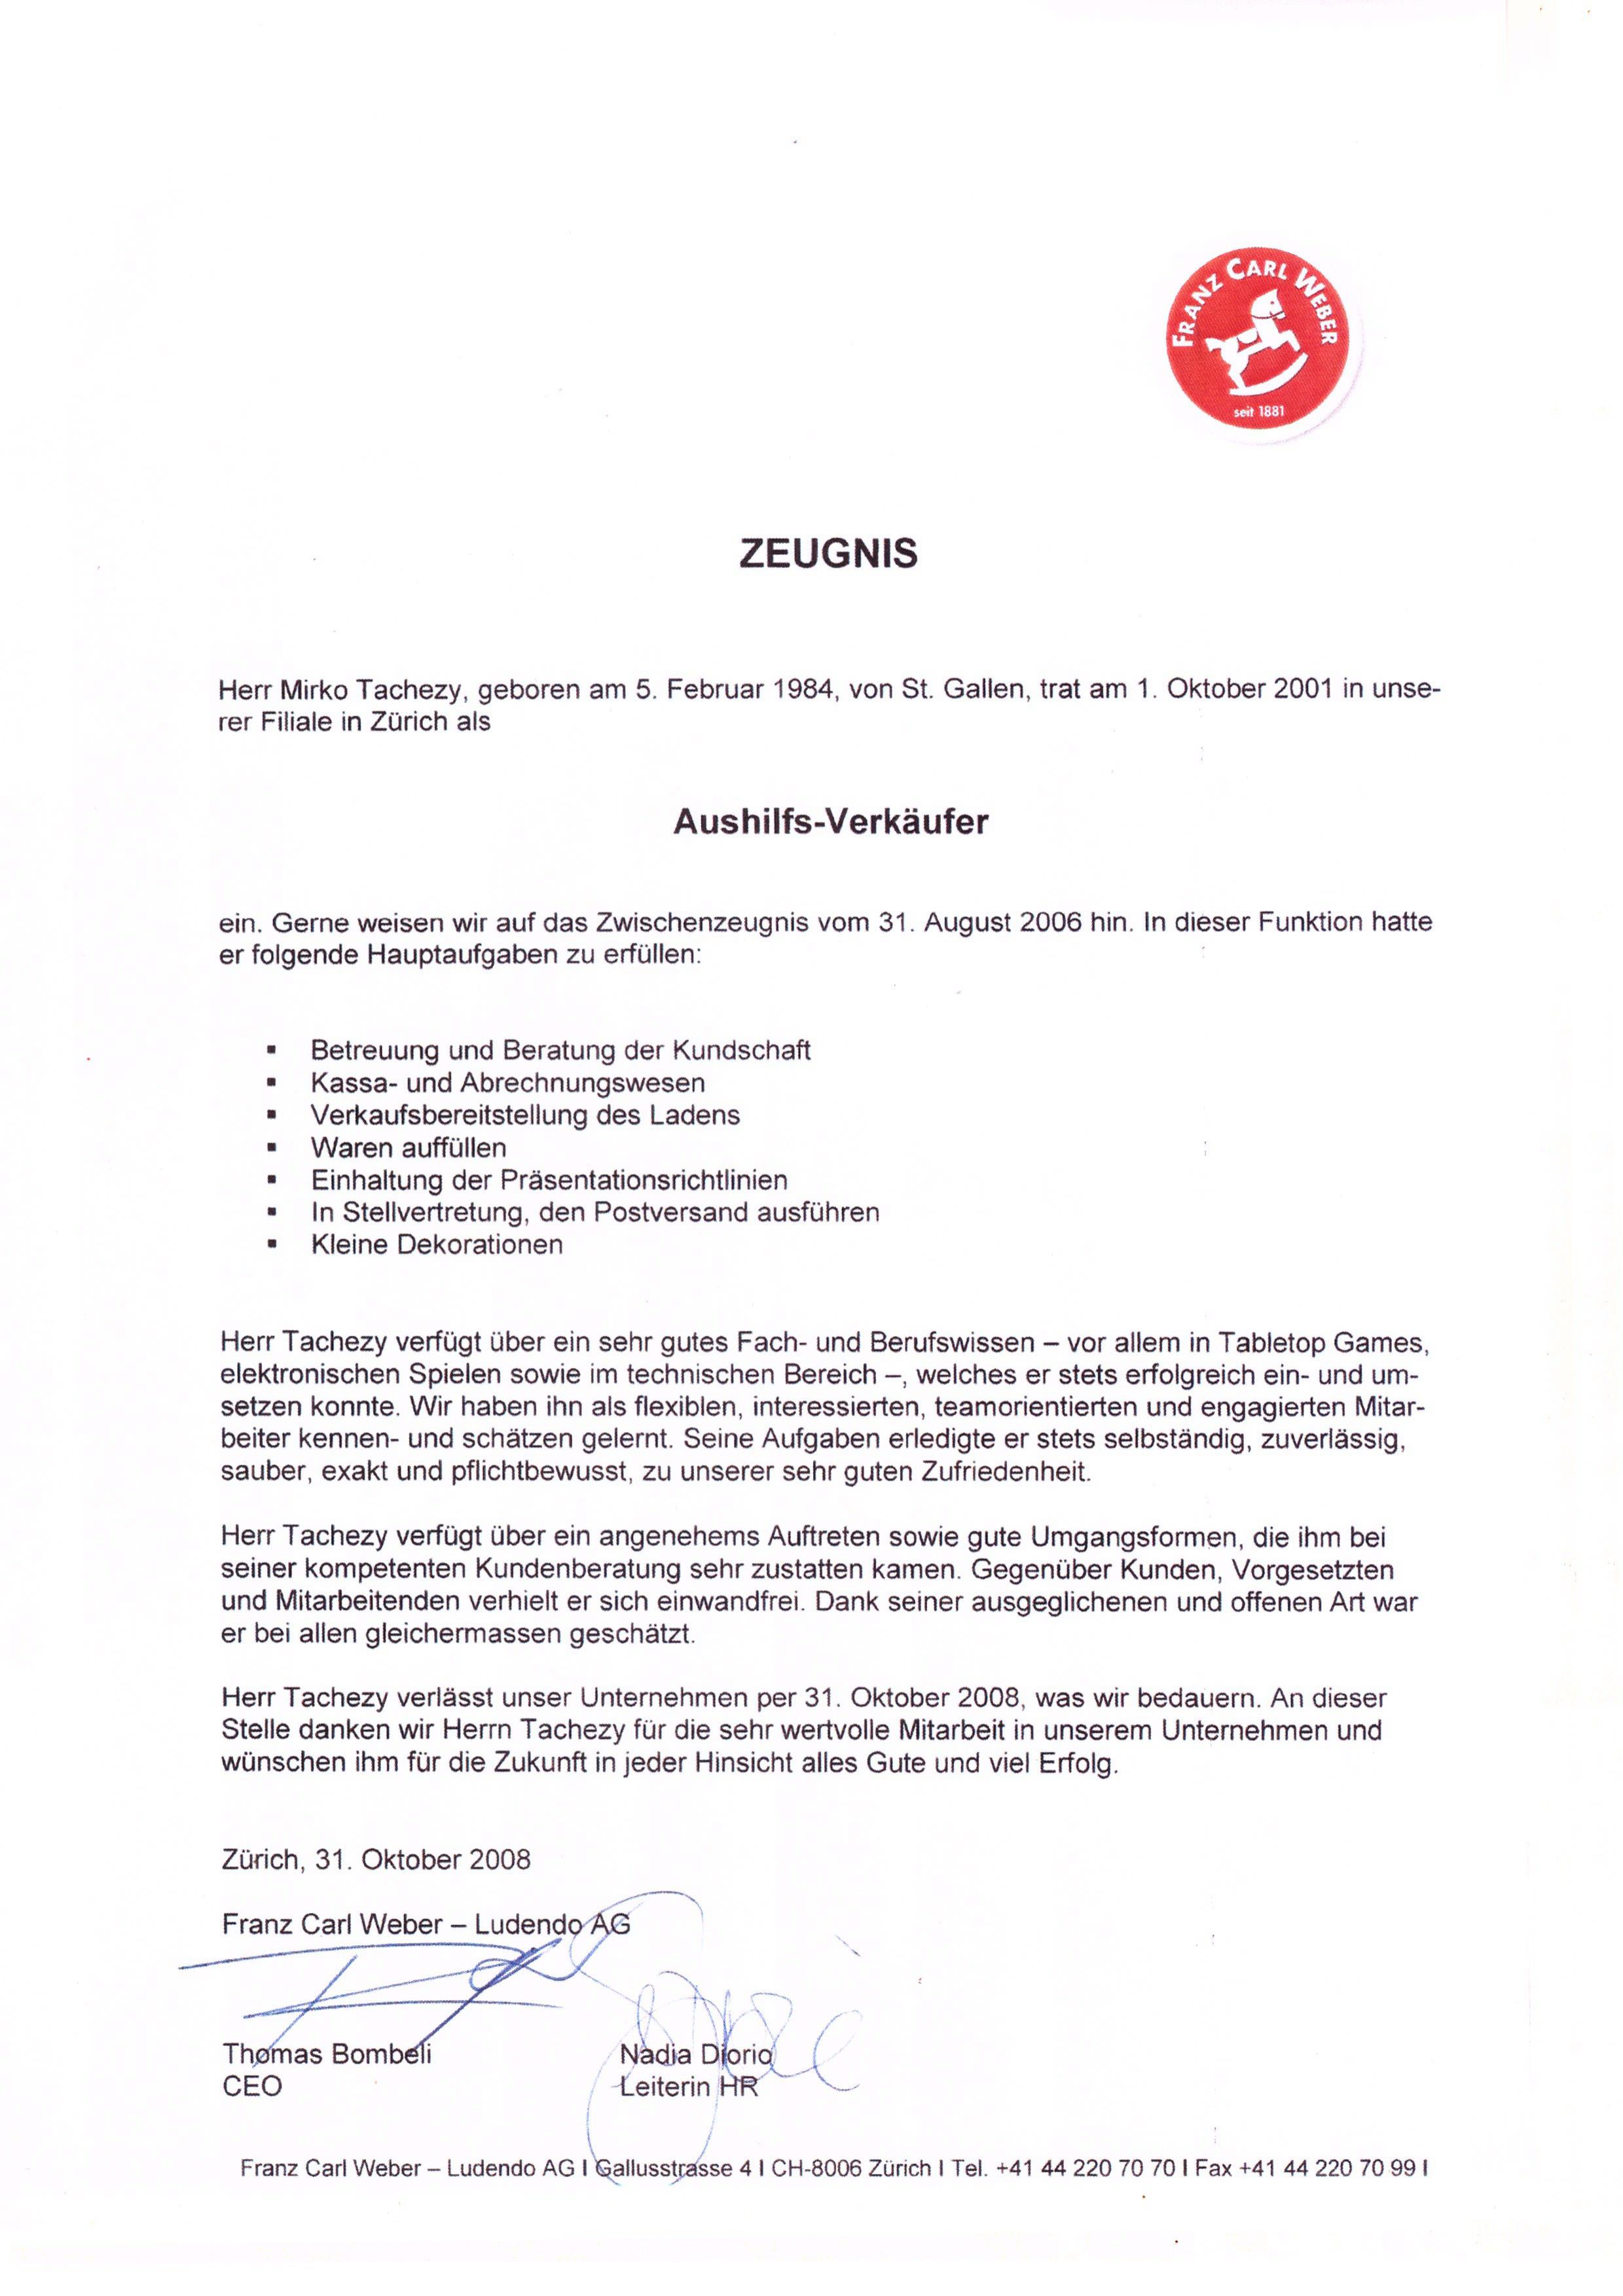 FRANZ CARL WEBER
seit 1881
ZEUGNIS
Herr Mirko Tachezy, geboren am 5. Februar 1984, von St. Gallen, trat am 1. Oktober 2001 in unse-
rer Filiale in Zürich als
Aushilfs-Verkäufer
ein. Gerne weisen wir auf das Zwischenzeugnis vom 31. August 2006 hin. In dieser Funktion hatte
er folgende Hauptaufgaben zu erfüllen:
▪ Betreuung und Beratung der Kundschaft
▪ Kassa- und Abrechnungswesen
▪ Verkaufsbereitstellung des Ladens
▪ Waren auffüllen
▪ Einhaltung der Präsentationsrichtlinien
▪ In Stellvertretung, den Postversand ausführen
▪ Kleine Dekorationen
Herr Tachezy verfügt über ein sehr gutes Fach- und Berufswissen – vor allem in Tabletop Games,
elektronischen Spielen sowie im technischen Bereich –, welches er stets erfolgreich ein- und um-
setzen konnte. Wir haben ihn als flexiblen, interessierten, teamorientierten und engagierten Mitar-
beiter kennen- und schätzen gelernt. Seine Aufgaben erledigte er stets selbständig, zuverlässig,
sauber, exakt und pflichtbewusst, zu unserer sehr guten Zufriedenheit.
Herr Tachezy verfügt über ein angenehems Auftreten sowie gute Umgangsformen, die ihm bei
seiner kompetenten Kundenberatung sehr zustatten kamen. Gegenüber Kunden, Vorgesetzten
und Mitarbeitenden verhielt er sich einwandfrei. Dank seiner ausgeglichenen und offenen Art war
er bei allen gleichermassen geschätzt.
Herr Tachezy verlässt unser Unternehmen per 31. Oktober 2008, was wir bedauern. An dieser
Stelle danken wir Herrn Tachezy für die sehr wertvolle Mitarbeit in unserem Unternehmen und
wünschen ihm für die Zukunft in jeder Hinsicht alles Gute und viel Erfolg.
Zürich, 31. Oktober 2008
Franz Carl Weber – Ludendo AG
Thomas Bombeli Nadia Diorio
CEO Leiterin HR
Franz Carl Weber – Ludendo AG I Gallusstrasse 4 I CH-8006 Zürich I Tel. +41 44 220 70 70 I Fax +41 44 220 70 99 I